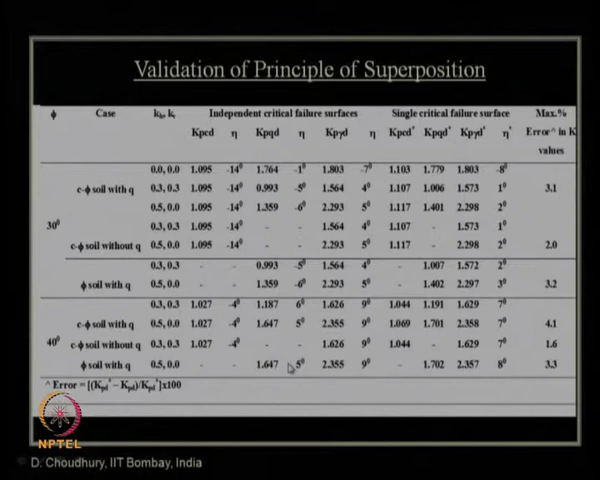 Validation of Principle of Superposition
ϕ Case kh, kv Independent critical failure surfaces Single critical failure surface Max.%
Kpcd η Kpqd η Kpγd η Kpcd* Kpqd* Kpγd* η* Error^ in K
values
0.0, 0.0 1.095 -14⁰ 1.764 -1⁰ 1.803 -7⁰ 1.103 1.779 1.803 -8⁰
c-ϕ soil with q 0.3, 0.3 1.095 -14⁰ 0.993 -5⁰ 1.564 4⁰ 1.107 1.006 1.573 1⁰ 3.1
0.5, 0.0 1.095 -14⁰ 1.359 -6⁰ 2.293 5⁰ 1.117 1.401 2.298 2⁰
30⁰ 0.3, 0.3 1.095 -14⁰ - - 1.564 4⁰ 1.107 - 1.573 1⁰
c-ϕ soil without q 0.5, 0.0 1.095 -14⁰ - - 2.293 5⁰ 1.117 - 2.298 2⁰ 2.0
0.3, 0.3 - - 0.993 -5⁰ 1.564 4⁰ - 1.007 1.572 2⁰
ϕ soil with q 0.5, 0.0 - - 1.359 -6⁰ 2.293 5⁰ - 1.402 2.297 3⁰ 3.2
0.3, 0.3 1.027 -4⁰ 1.187 6⁰ 1.626 9⁰ 1.044 1.191 1.629 7⁰
c-ϕ soil with q 0.5, 0.0 1.027 -4⁰ 1.647 5⁰ 2.355 9⁰ 1.069 1.701 2.358 7⁰ 4.1
40⁰ c-ϕ soil without q 0.3, 0.3 1.027 -4⁰ - - 1.626 9⁰ 1.044 - 1.629 7⁰ 1.6
ϕ soil with q 0.5, 0.0 - - 1.647 5⁰ 2.355 9⁰ - 1.702 2.357 8⁰ 3.3
^ Error = [(Kpd* – Kpd)/Kpd*]x100
NPTEL
© D. Choudhury, IIT Bombay, India